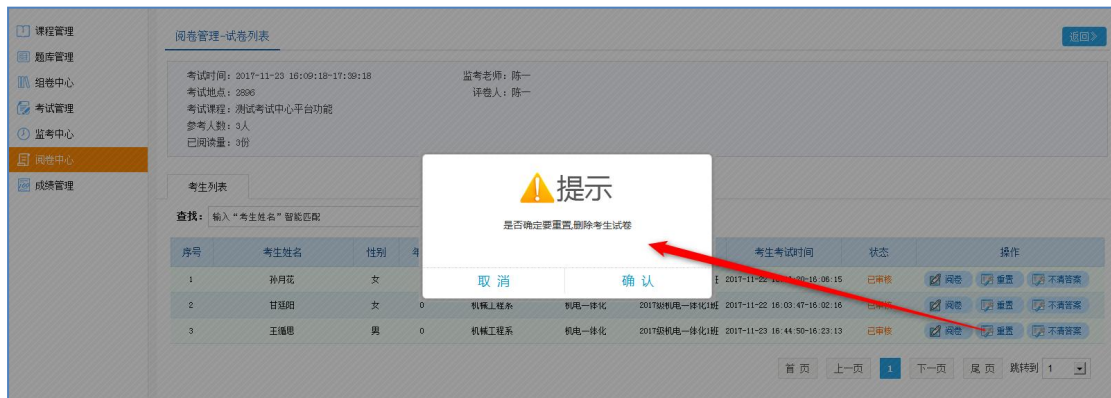 课程管理
题库管理
组卷中心
考试管理
监考中心
阅卷中心
成绩管理
阅卷管理-试卷列表
返回》
考试时间：2017-11-23 16:09:18-17:39:18 监考老师：陈一
考试地点：2896 评卷人：陈一
考试课程：测试考试中心平台功能
参考人数：3人
已阅读量：3份
考生列表
查找： 输入“考生姓名”智能匹配
提示
是否确定要重置,删除考生试卷
取 消 确 认
序号 考生姓名 性别 年 考生考试时间 状态 操作
1 孙月花 女 已审核 阅卷 重置 不清答案
2 甘廷阳 女 0 机械工程系 机电一体化 2017级机电一体化1班 2017-11-22 16:03:47-16:02:16 已审核 阅卷 重置 不清答案
3 王循思 男 0 机械工程系 机电一体化 2017级机电一体化1班 2017-11-23 16:44:50-16:23:13 已审核 阅卷 重置 不清答案
首 页 上一页 1 下一页 尾 页 跳转到 1